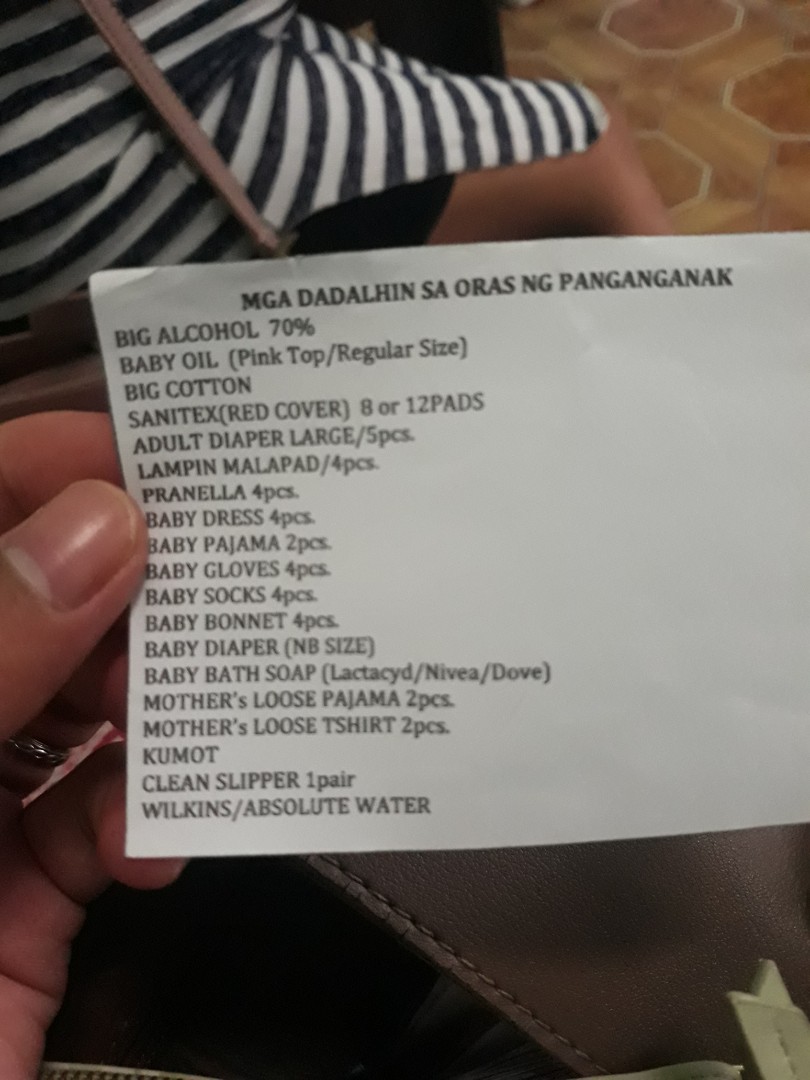 MGA DADALHIN SA ORAS NG PANGANGANAK
BIG ALCOHOL 70%
BABY OIL (Pink Top/Regular Size)
BIG COTTON
SANITEX(RED COVER) 8 or 12PADS
ADULT DIAPER LARGE/5pcs.
LAMPIN MALAPAD/4pcs.
PRANELLA 4pcs.
BABY DRESS 4pcs.
BABY PAJAMA 2pcs.
BABY GLOVES 4pcs.
BABY SOCKS 4pcs.
BABY BONNET 4pcs.
BABY DIAPER (NB SIZE)
BABY BATH SOAP (Lactacyd/Nivea/Dove)
MOTHER's LOOSE PAJAMA 2pcs.
MOTHER's LOOSE TSHIRT 2pcs.
KUMOT
CLEAN SLIPPER 1pair
WILKINS/ABSOLUTE WATER